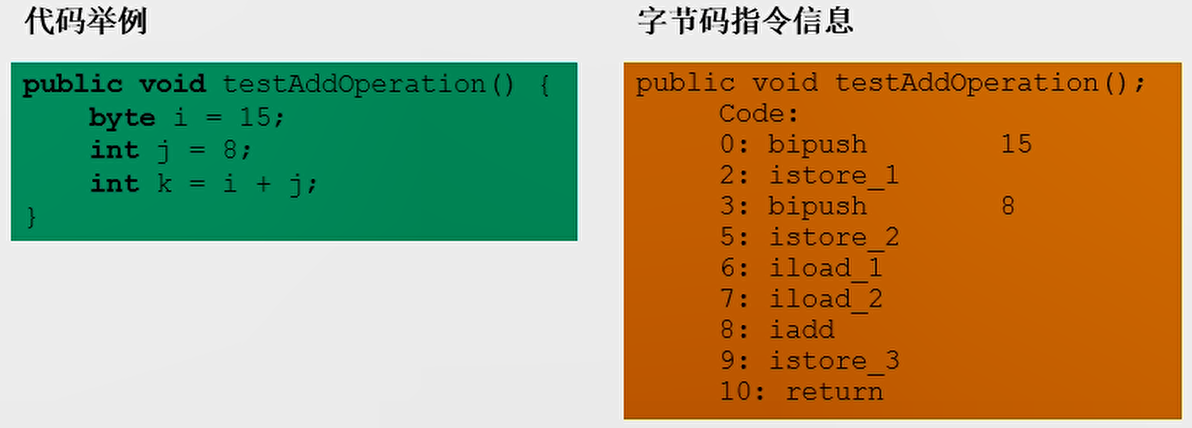 代码举例
public void testAddOperation() {
    byte i = 15;
    int j = 8;
    int k = i + j;
}
字节码指令信息
public void testAddOperation();
     Code:
     0: bipush        15
     2: istore_1
     3: bipush        8
     5: istore_2
     6: iload_1
     7: iload_2
     8: iadd
     9: istore_3
     10: return